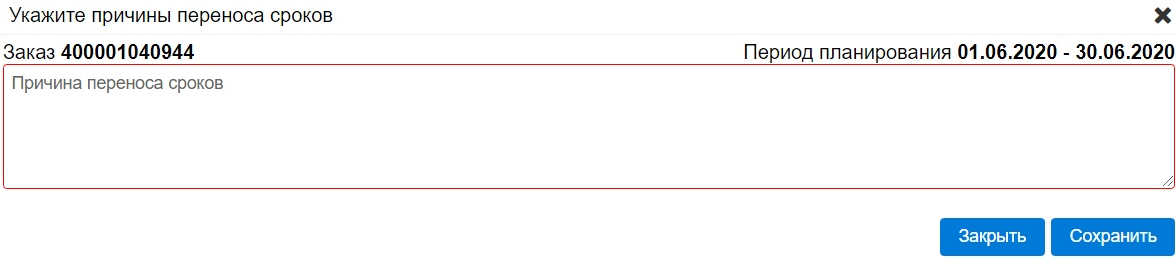 Укажите причины переноса сроков
Заказ 400001040944 Период планирования 01.06.2020 - 30.06.2020
Причина переноса сроков
Закрыть Сохранить